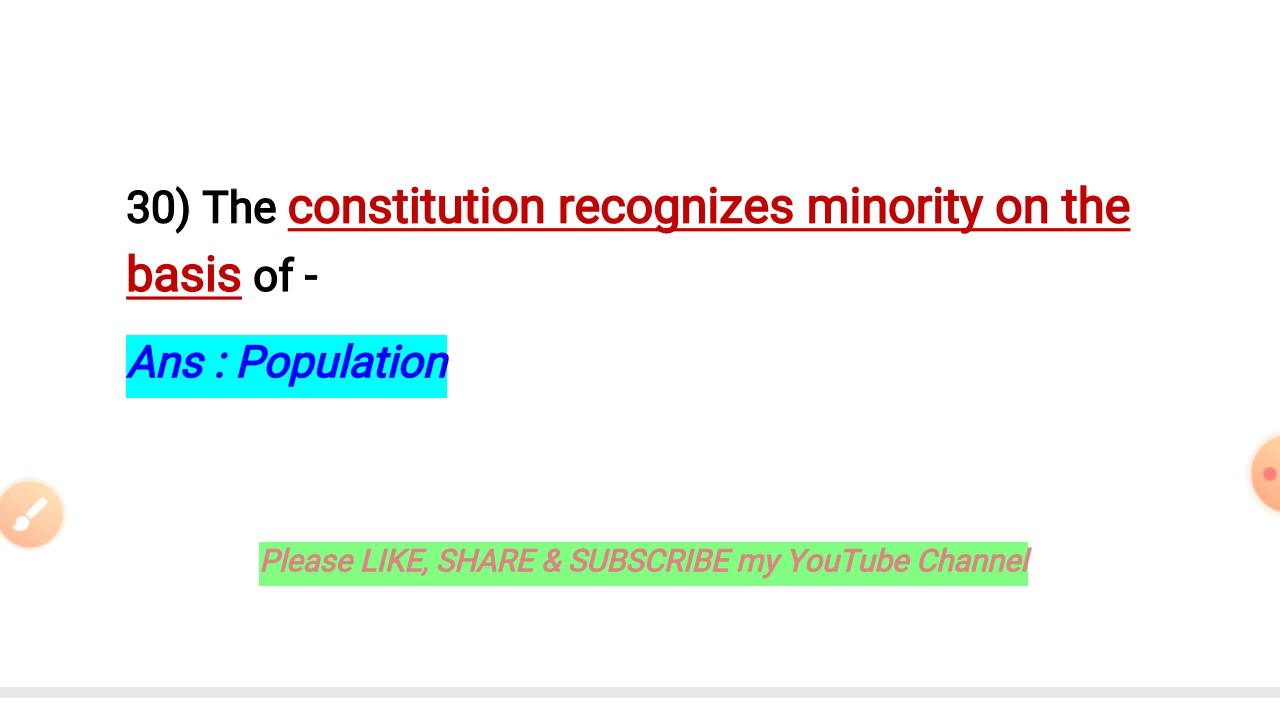 30) The constitution recognizes minority on the
basis of -
Ans : Population
Please LIKE, SHARE & SUBSCRIBE my YouTube Channel